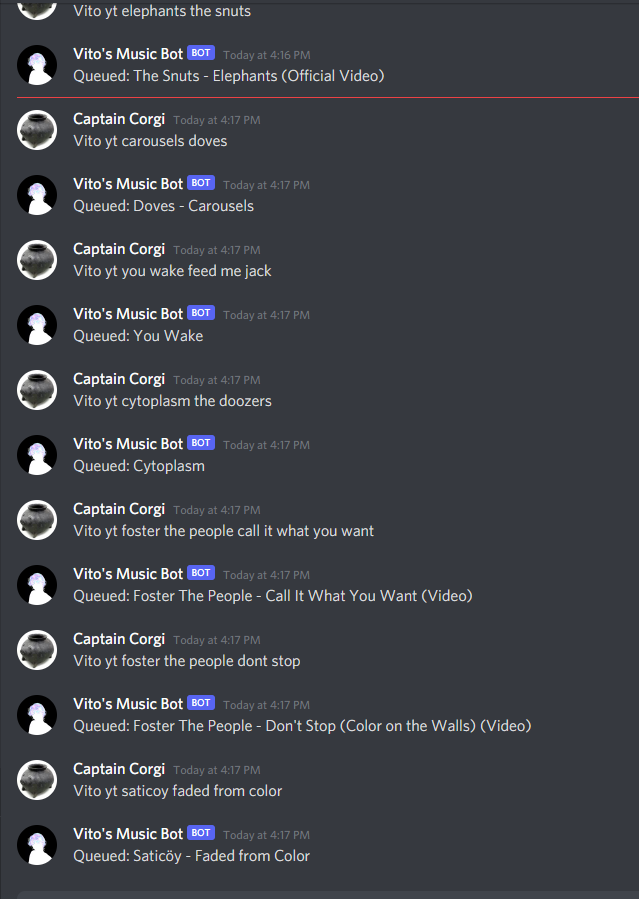 Vito yt elephants the snuts
Vito's Music Bot BOT Today at 4:16 PM
Queued: The Snuts - Elephants (Official Video)
Captain Corgi Today at 4:17 PM
Vito yt carousels doves
Vito's Music Bot BOT Today at 4:17 PM
Queued: Doves - Carousels
Captain Corgi Today at 4:17 PM
Vito yt you wake feed me jack
Vito's Music Bot BOT Today at 4:17 PM
Queued: You Wake
Captain Corgi Today at 4:17 PM
Vito yt cytoplasm the doozers
Vito's Music Bot BOT Today at 4:17 PM
Queued: Cytoplasm
Captain Corgi Today at 4:17 PM
Vito yt foster the people call it what you want
Vito's Music Bot BOT Today at 4:17 PM
Queued: Foster The People - Call It What You Want (Video)
Captain Corgi Today at 4:17 PM
Vito yt foster the people dont stop
Vito's Music Bot BOT Today at 4:17 PM
Queued: Foster The People - Don't Stop (Color on the Walls) (Video)
Captain Corgi Today at 4:17 PM
Vito yt saticoy faded from color
Vito's Music Bot BOT Today at 4:17 PM
Queued: Saticöy - Faded from Color